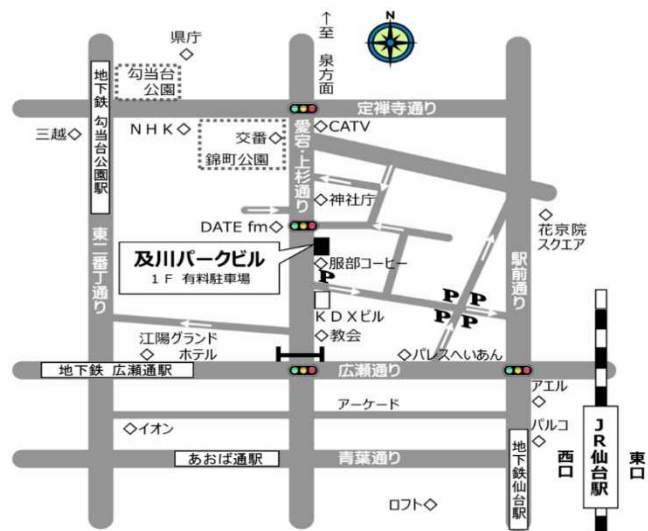 ↑至 泉方面
N
県庁
勾当台
公園
地下鉄 勾当台公園駅
定禅寺通り
三越
NHK
交番
錦町公園
CATV
愛宕・上杉通り
神社庁
DATE fm
花京院
スクエア
及川パークビル
1F 有料駐車場
服部コーヒー
P
東二番丁通り
駅前通り
P P
P P
KDXビル
教会
江陽グランド
ホテル
パレスへいあん
地下鉄 広瀬通駅
広瀬通り
アエル
アーケード
パルコ
イオン
JR仙台駅
西口
東口
あおば通駅
青葉通り
地下鉄仙台駅
ロフト